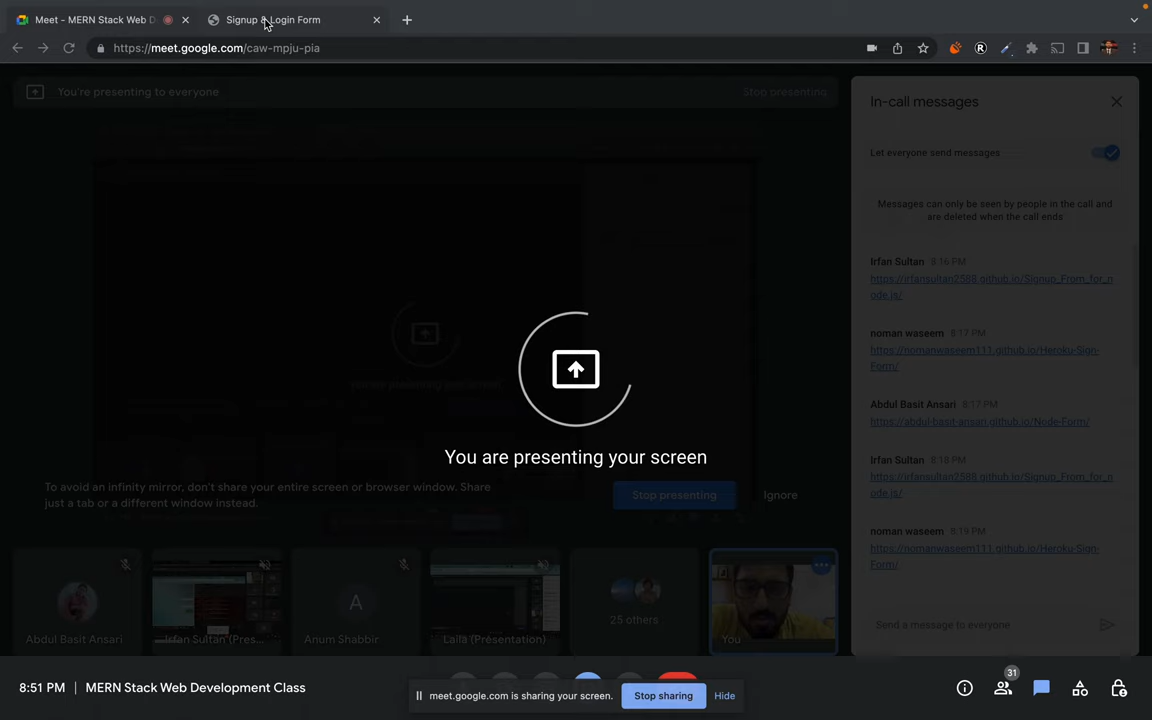 Meet - MERN Stack Web D
Signup & Login Form
https://meet.google.com/caw-mpju-pia
You're presenting to everyone
Stop presenting
In-call messages
Let everyone send messages
Messages can only be seen by people in the call and
are deleted when the call ends
Irfan Sultan 8:16 PM
https://irfansultan2588.github.io/Signup_From_for_n
ode.js/
noman waseem 8:17 PM
https://nomanwaseem111.github.io/Heroku-Sign-
Form/
Abdul Basit Ansari 8:17 PM
https://abdul-basit-ansari.github.io/Node-Form/
Irfan Sultan 8:18 PM
https://irfansultan2588.github.io/Signup_From_for_n
ode.js/
noman waseem 8:19 PM
https://nomanwaseem111.github.io/Heroku-Sign-
Form/
You are presenting your screen
To avoid an infinity mirror, don't share your entire screen or browser window. Share
just a tab or a different window instead.
Stop presenting
Ignore
Abdul Basit Ansari
Irfan Sultan (Pres...
A
Anum Shabbir
Laila (Presentation)
25 others
You
Send a message to everyone
8:51 PM | MERN Stack Web Development Class
meet.google.com is sharing your screen.
Stop sharing
Hide
31